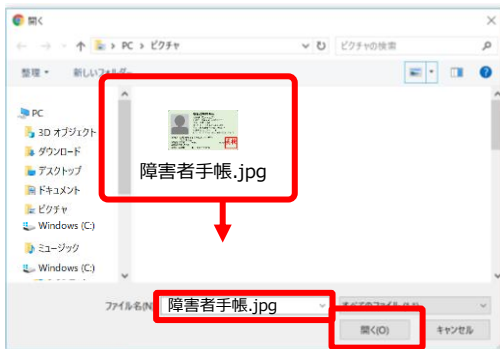 開く
PC › ピクチャ
ピクチャの検索
整理
新しいフォルダー
PC
3D オブジェクト
ダウンロード
デスクトップ
ドキュメント
ピクチャ
Windows (C:)
ミュージック
Windows (C:)
障害者手帳.jpg
ファイル名(N)
障害者手帳.jpg
開く(O)
キャンセル